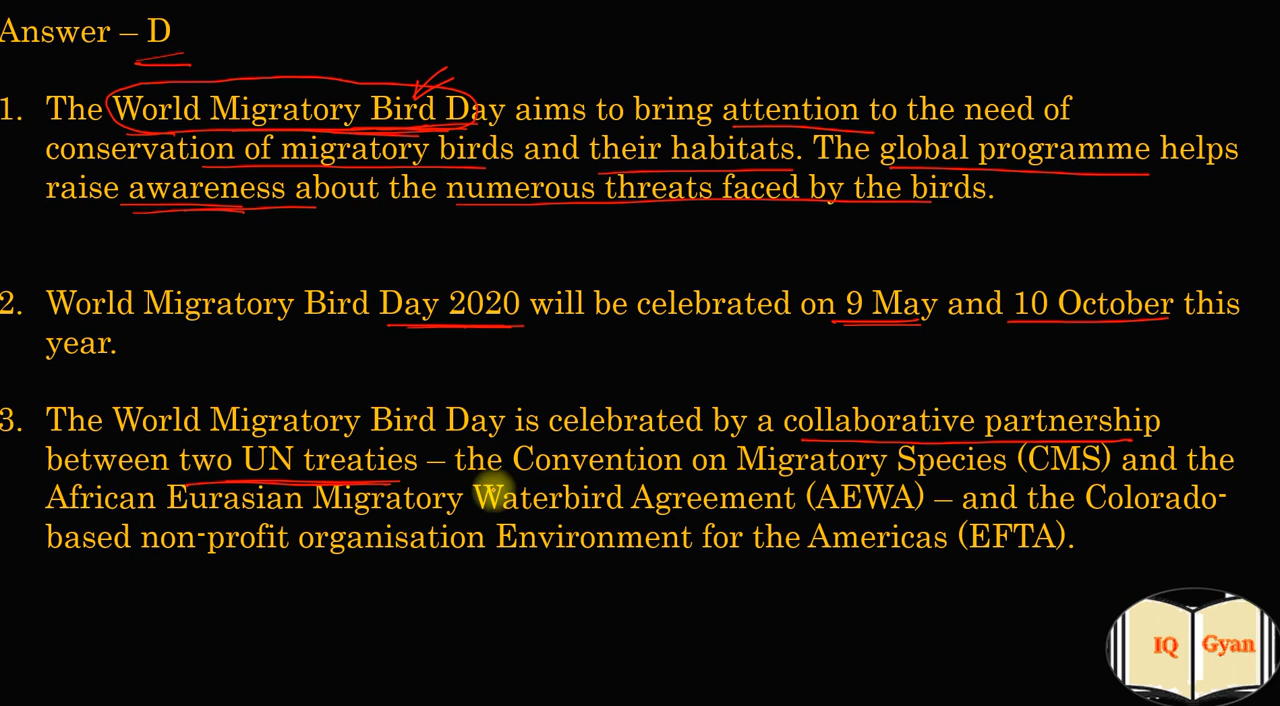 Answer – D
1. The World Migratory Bird Day aims to bring attention to the need of
conservation of migratory birds and their habitats. The global programme helps
raise awareness about the numerous threats faced by the birds.
2. World Migratory Bird Day 2020 will be celebrated on 9 May and 10 October this
year.
3. The World Migratory Bird Day is celebrated by a collaborative partnership
between two UN treaties – the Convention on Migratory Species (CMS) and the
African Eurasian Migratory Waterbird Agreement (AEWA) – and the Colorado-
based non-profit organisation Environment for the Americas (EFTA).
IQ Gyan